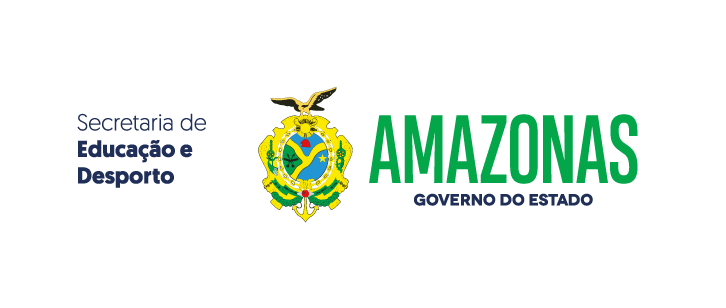 Secretaria de
Educação e
Desporto
AMAZONAS
GOVERNO DO ESTADO